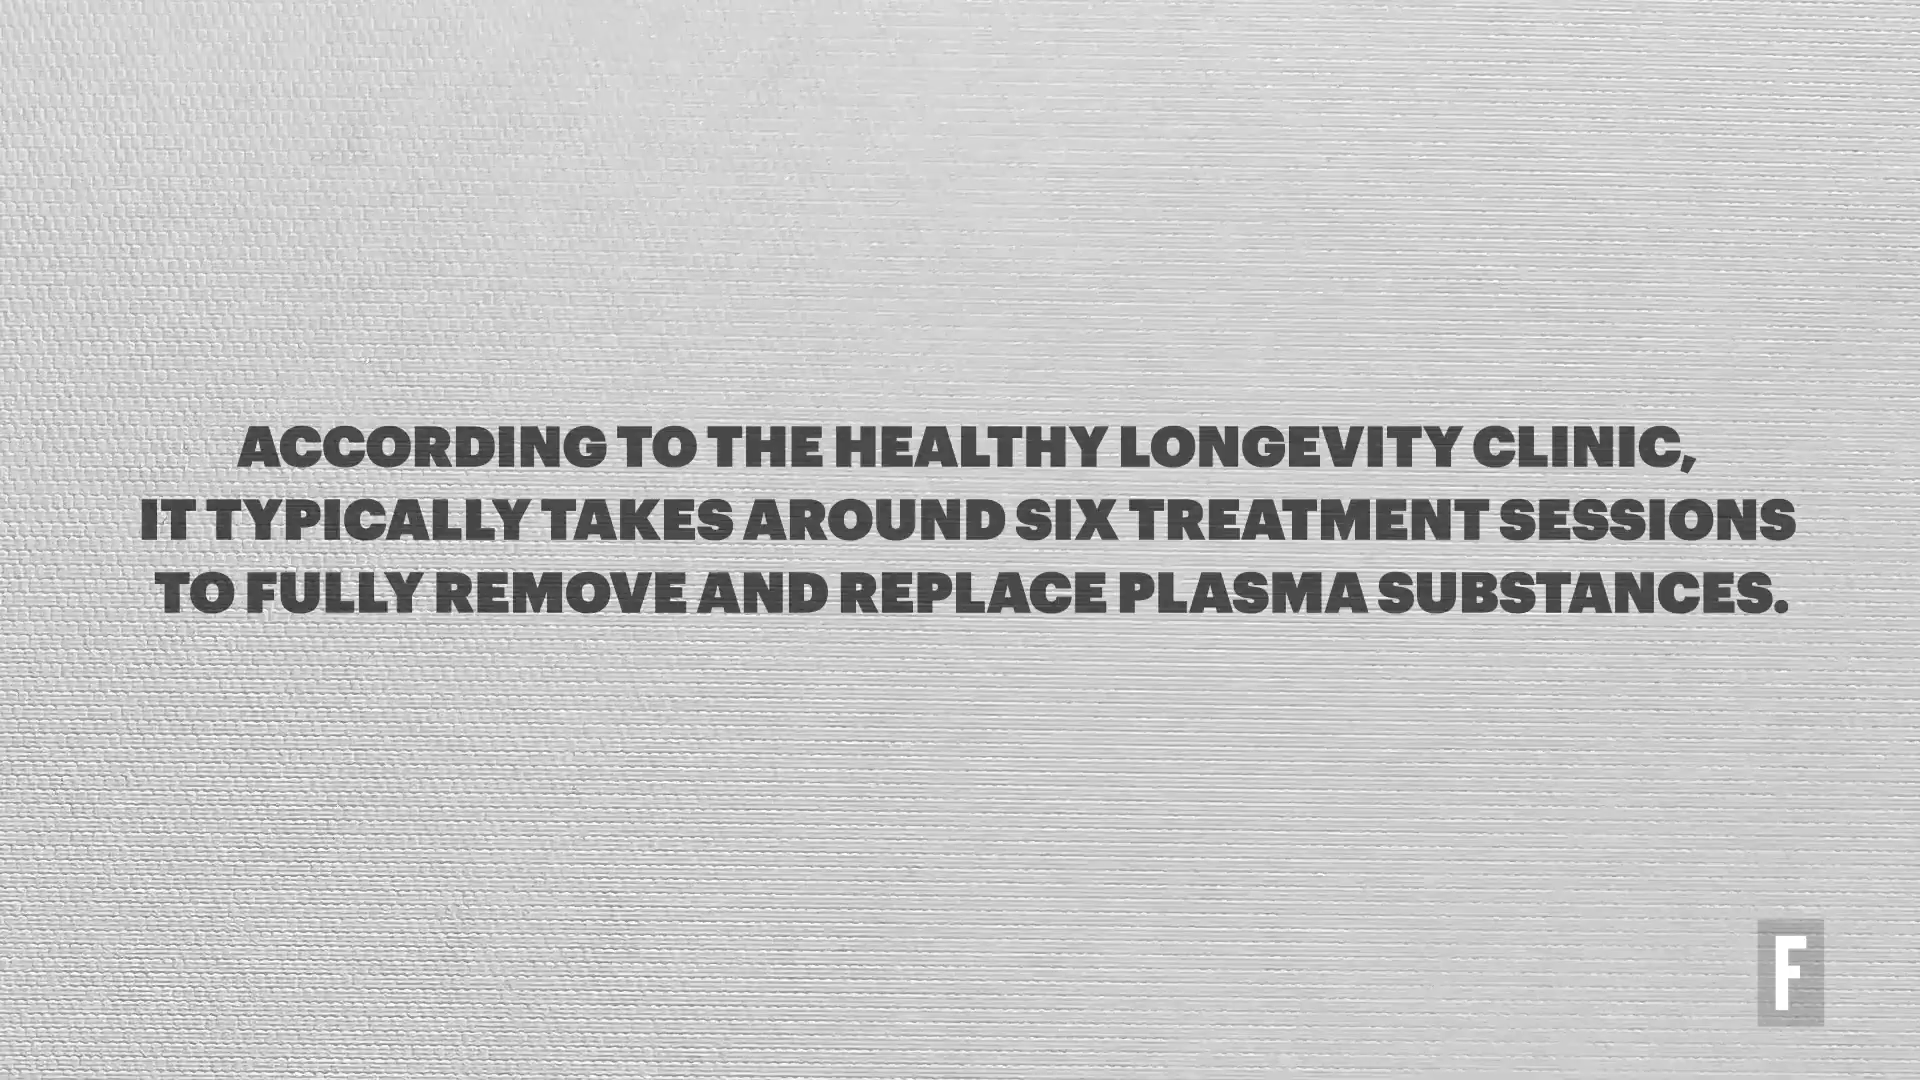 ACCORDING TO THE HEALTHY LONGEVITY CLINIC,
IT TYPICALLY TAKES AROUND SIX TREATMENT SESSIONS
TO FULLY REMOVE AND REPLACE PLASMA SUBSTANCES.
F